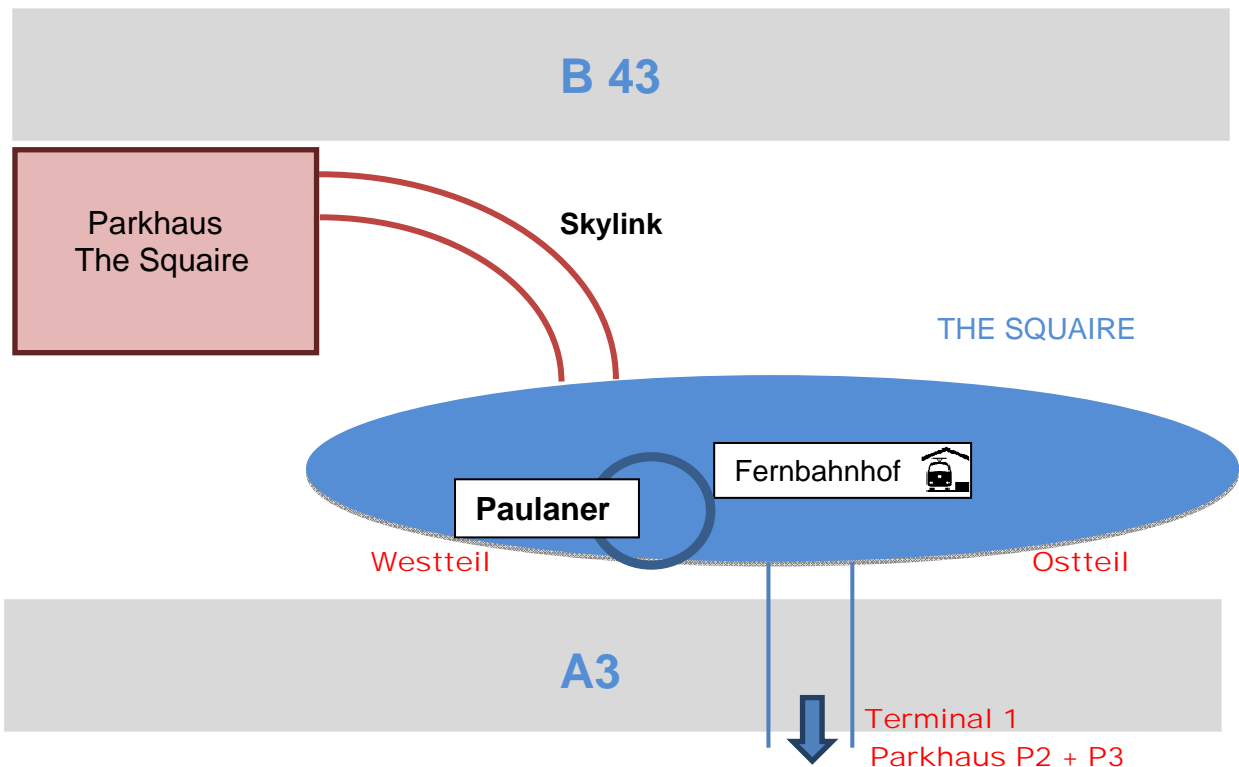 B 43
Parkhaus
The Squaire
Skylink
THE SQUAIRE
Fernbahnhof
Paulaner
Westteil
Ostteil
A3
Terminal 1
Parkhaus P2 + P3